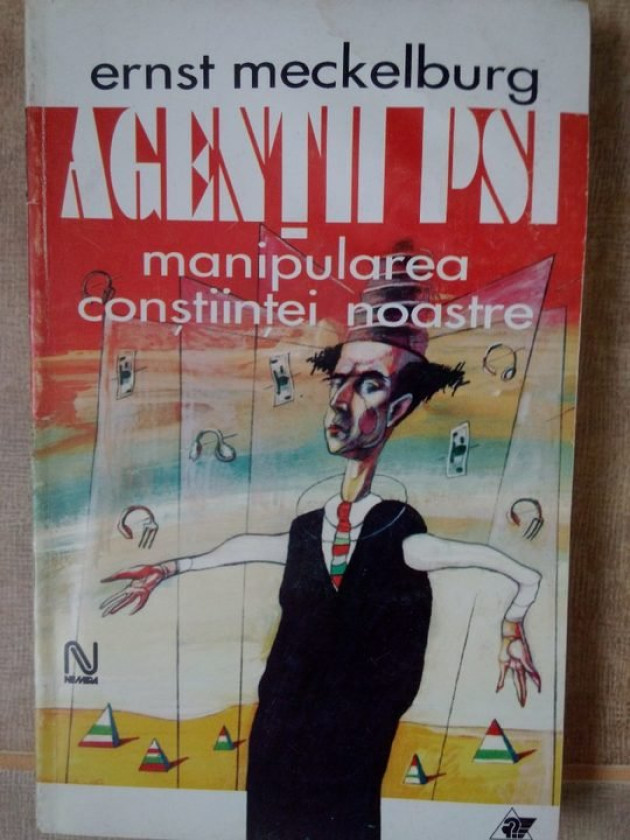 ernst meckelburg
AGENȚII PSI
manipularea
conștiinței noastre
NEMIRA